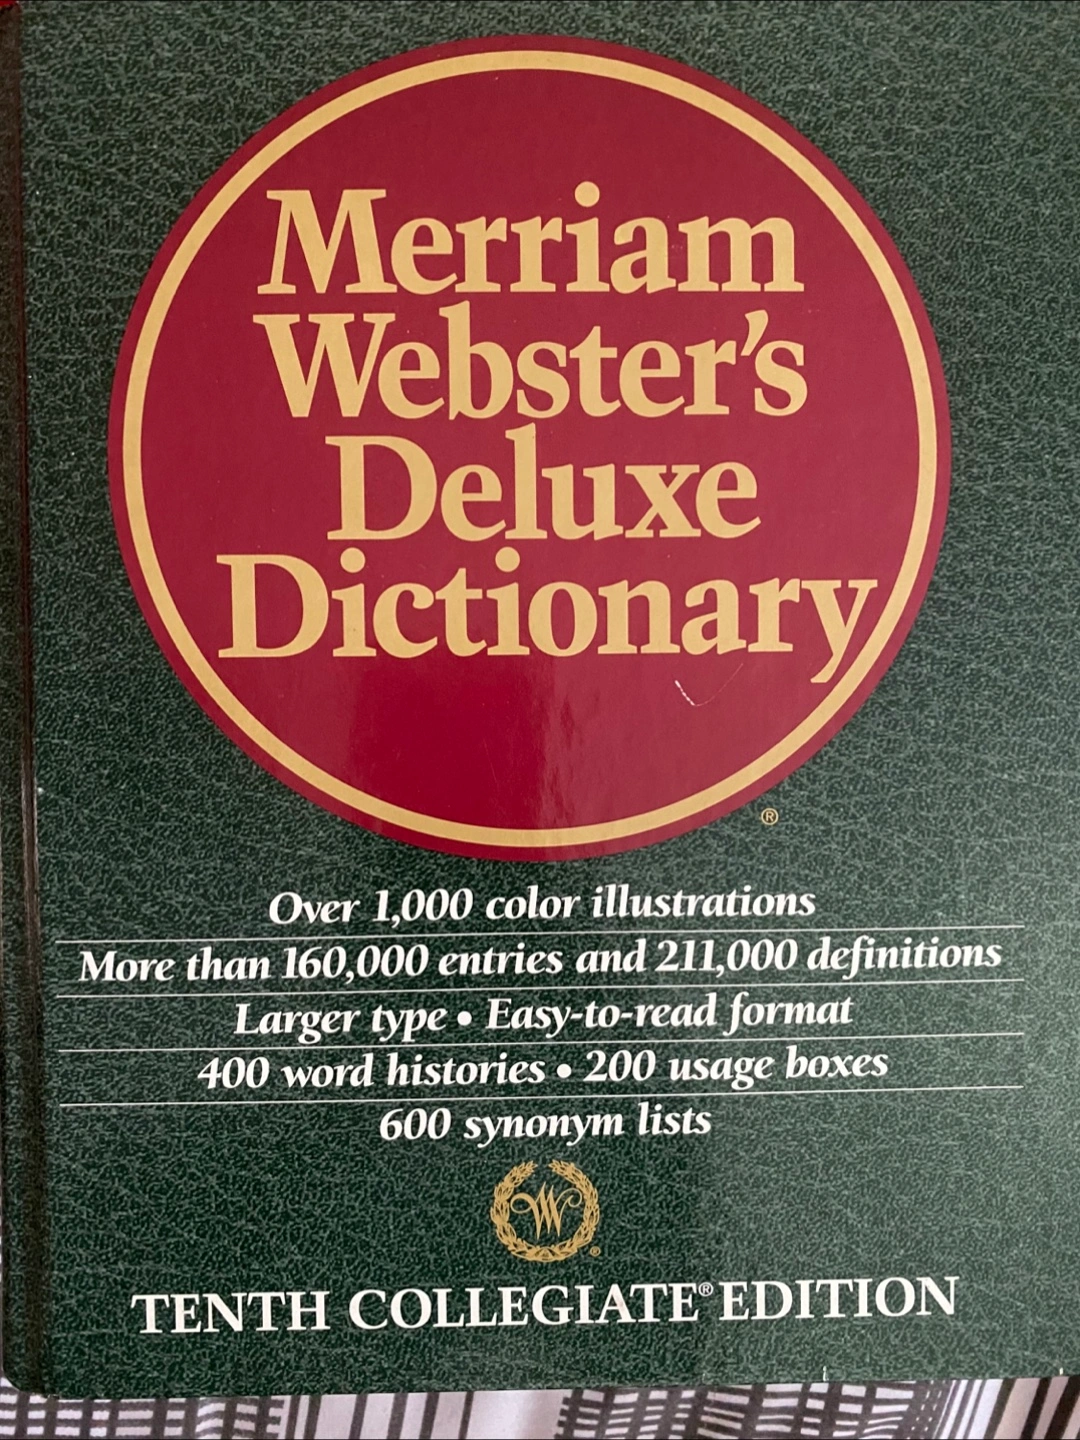 Merriam
Webster's
Deluxe
Dictionary
®
Over 1,000 color illustrations
More than 160,000 entries and 211,000 definitions
Larger type • Easy-to-read format
400 word histories • 200 usage boxes
600 synonym lists
W
®
TENTH COLLEGIATE® EDITION